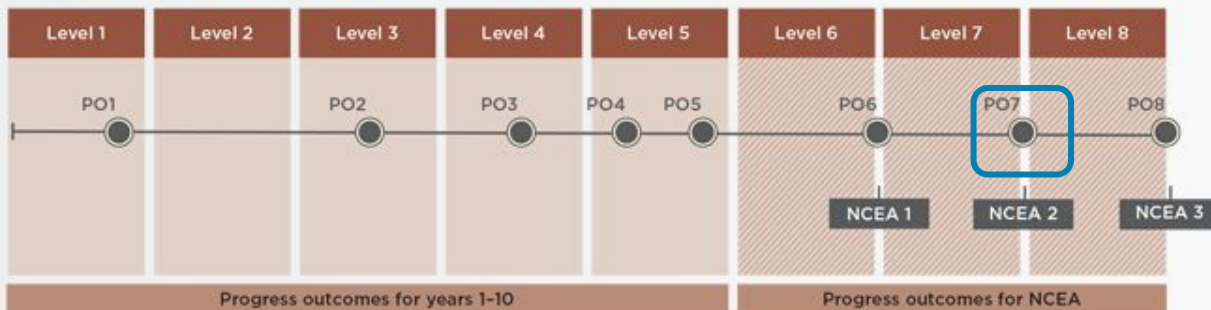 Level 1 Level 2 Level 3 Level 4 Level 5 Level 6 Level 7 Level 8
PO1 PO2 PO3 PO4 PO5 PO6 PO7 PO8
NCEA 1 NCEA 2 NCEA 3
Progress outcomes for years 1-10 Progress outcomes for NCEA